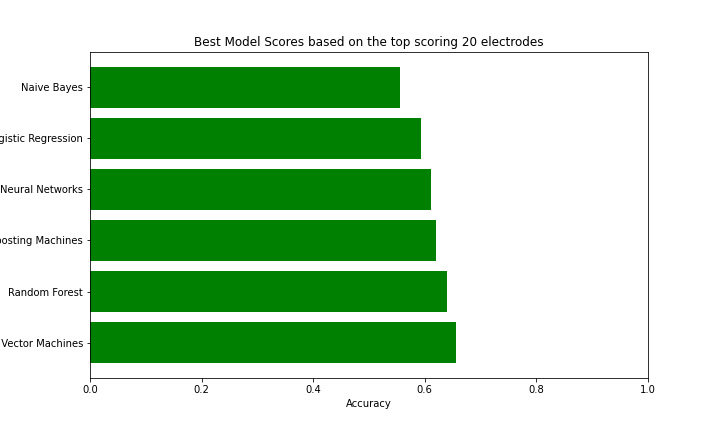 Best Model Scores based on the top scoring 20 electrodes
Naive Bayes
gistic Regression
Neural Networks
osting Machines
Random Forest
Vector Machines
0.0 0.2 0.4 0.6 0.8 1.0
Accuracy